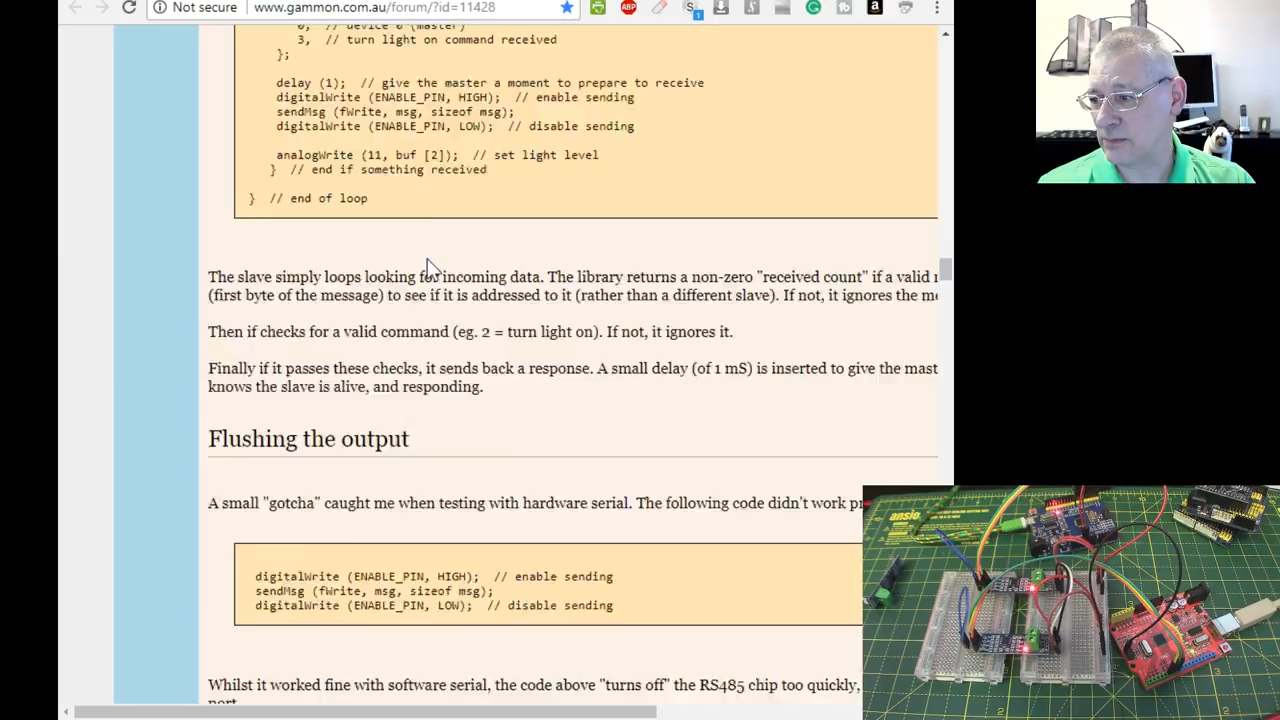 Not secure
www.gammon.com.au/forum/?id=11428
ABP
1
3, // turn light on command received
};
delay (1); // give the master a moment to prepare to receive
digitalWrite (ENABLE_PIN, HIGH); // enable sending
sendMsg (fWrite, msg, sizeof msg);
digitalWrite (ENABLE_PIN, LOW); // disable sending
analogWrite (11, buf [2]); // set light level
} // end if something received
} // end of loop
The slave simply loops looking for incoming data. The library returns a non-zero "received count" if a valid
(first byte of the message) to see if it is addressed to it (rather than a different slave). If not, it ignores the
Then if checks for a valid command (eg. 2 = turn light on). If not, it ignores it.
Finally if it passes these checks, it sends back a response. A small delay (of 1 mS) is inserted to give the mast
knows the slave is alive, and responding.
Flushing the output
A small "gotcha" caught me when testing with hardware serial. The following code didn't work
digitalWrite (ENABLE_PIN, HIGH); // enable sending
sendMsg (fWrite, msg, sizeof msg);
digitalWrite (ENABLE_PIN, LOW); // disable sending
Whilst it worked fine with software serial, the code above "turns off" the RS485 chip too quickly,
ansio